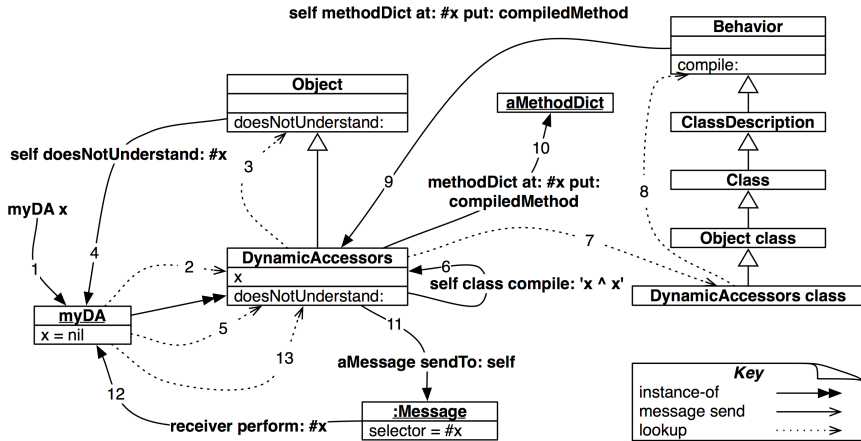 self methodDict at: #x put: compiledMethod
Behavior
compile:
Object
doesNotUnderstand:
aMethodDict
ClassDescription
self doesNotUnderstand: #x
3
10
9
methodDict at: #x put:
compiledMethod
Class
8
myDA x
4
Object class
1
2
DynamicAccessors
x
doesNotUnderstand:
6
self class compile: 'x ^ x'
7
DynamicAccessors class
myDA
x = nil
5
13
11
12
aMessage sendTo: self
receiver perform: #x
:Message
selector = #x
Key
instance-of
message send
lookup